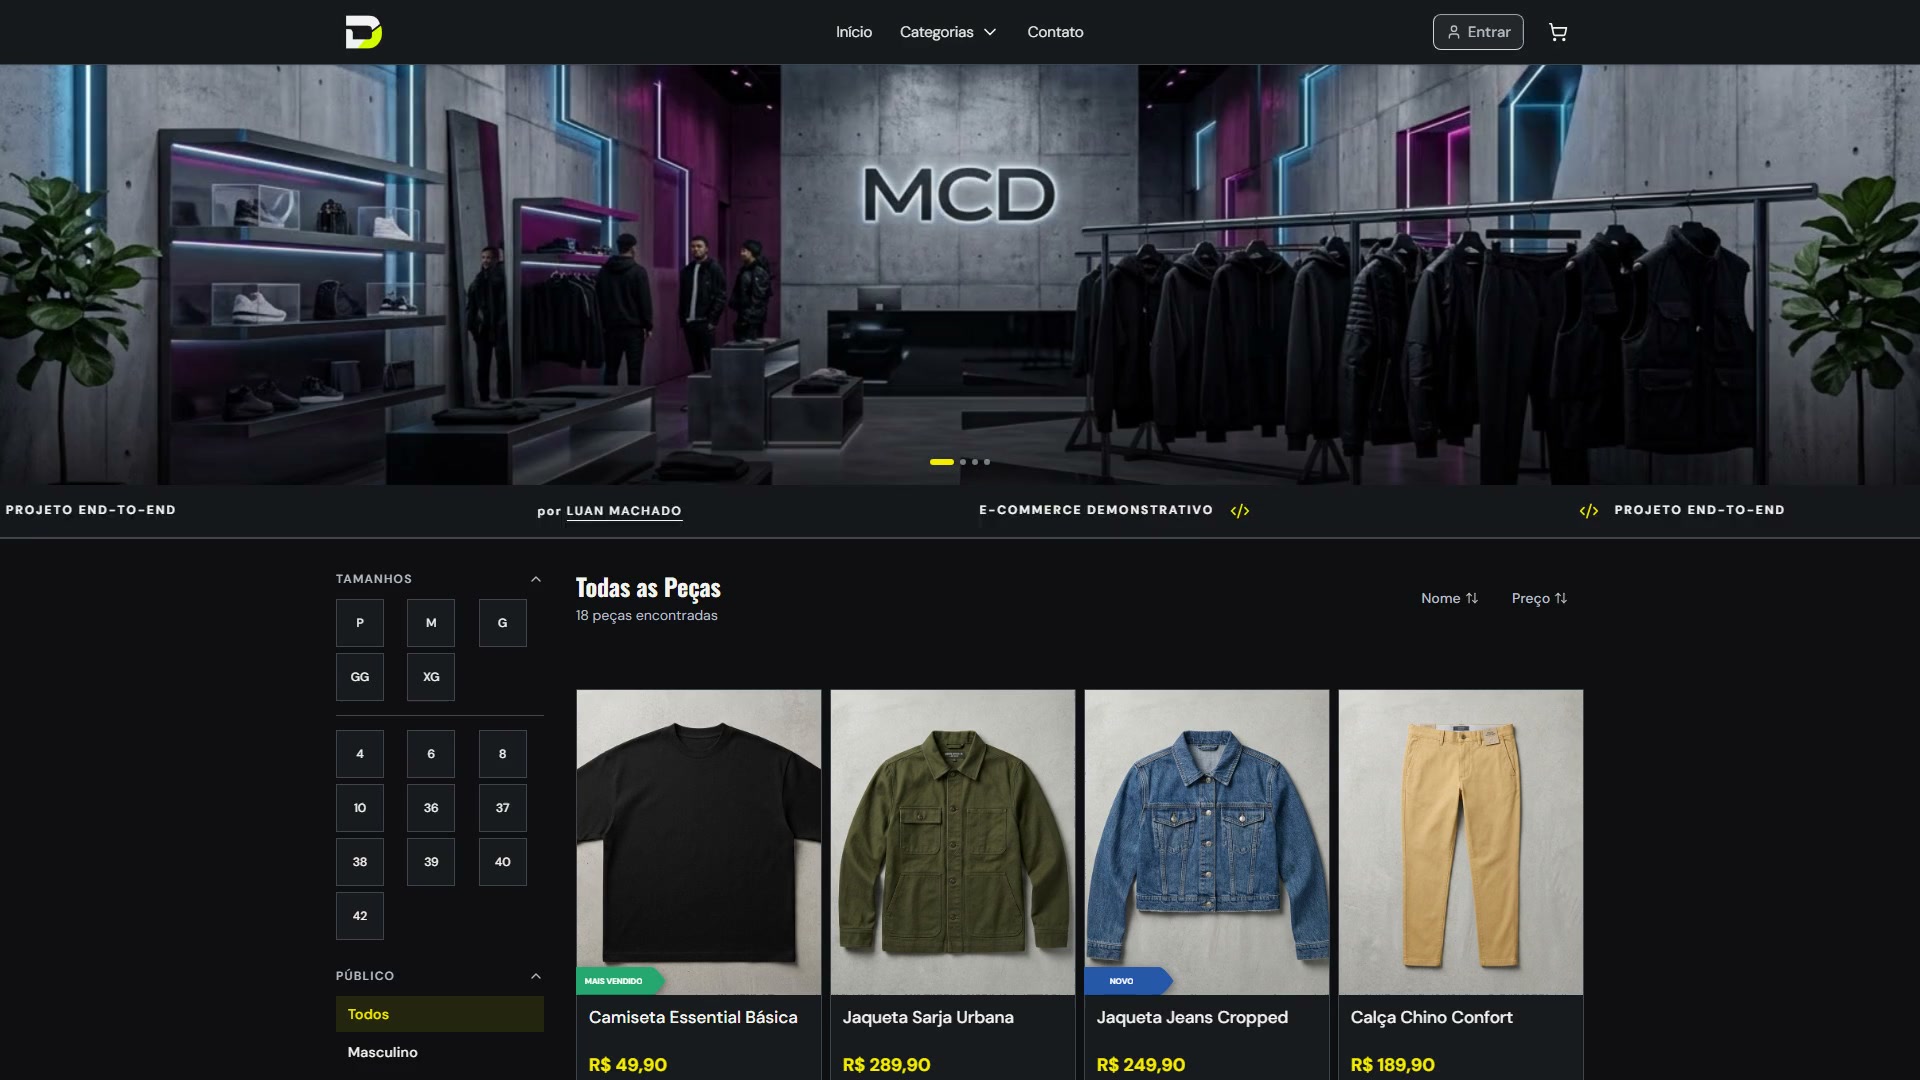 Início
Categorias
Contato
Entrar
MCD
PROJETO END-TO-END
por LUAN MACHADO
E-COMMERCE DEMONSTRATIVO </>
</> PROJETO END-TO-END
TAMANHOS
P
M
G
GG
XG
4
6
8
10
36
37
38
39
40
42
PÚBLICO
Todos
Masculino
Todas as Peças
18 peças encontradas
Nome
Preço
MAIS VENDIDO
Camiseta Essential Básica
R$ 49,90
Jaqueta Sarja Urbana
R$ 289,90
NOVO
Jaqueta Jeans Cropped
R$ 249,90
Calça Chino Confort
R$ 189,90